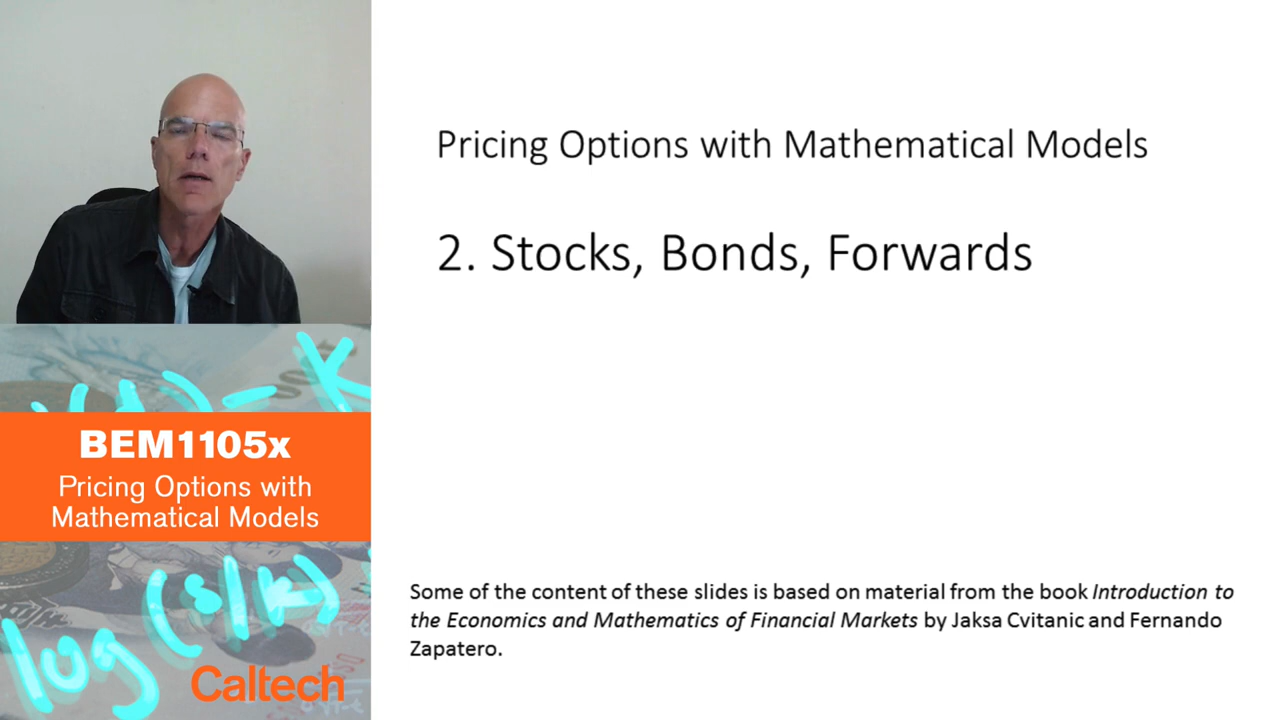 Pricing Options with Mathematical Models
2. Stocks, Bonds, Forwards
K
BEM1105x
Pricing Options with
Mathematical Models
log (s/k)
Caltech
Some of the content of these slides is based on material from the book Introduction to
the Economics and Mathematics of Financial Markets by Jaksa Cvitanic and Fernando
Zapatero.